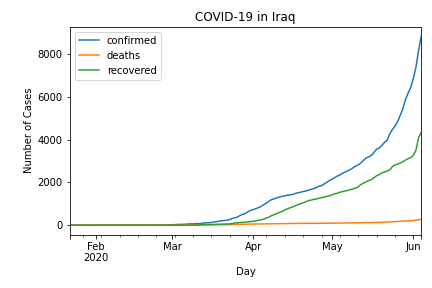 COVID-19 in Iraq
confirmed
deaths
recovered
8000
6000
4000
2000
0
Number of Cases
Feb
2020
Mar
Apr
May
Jun
Day